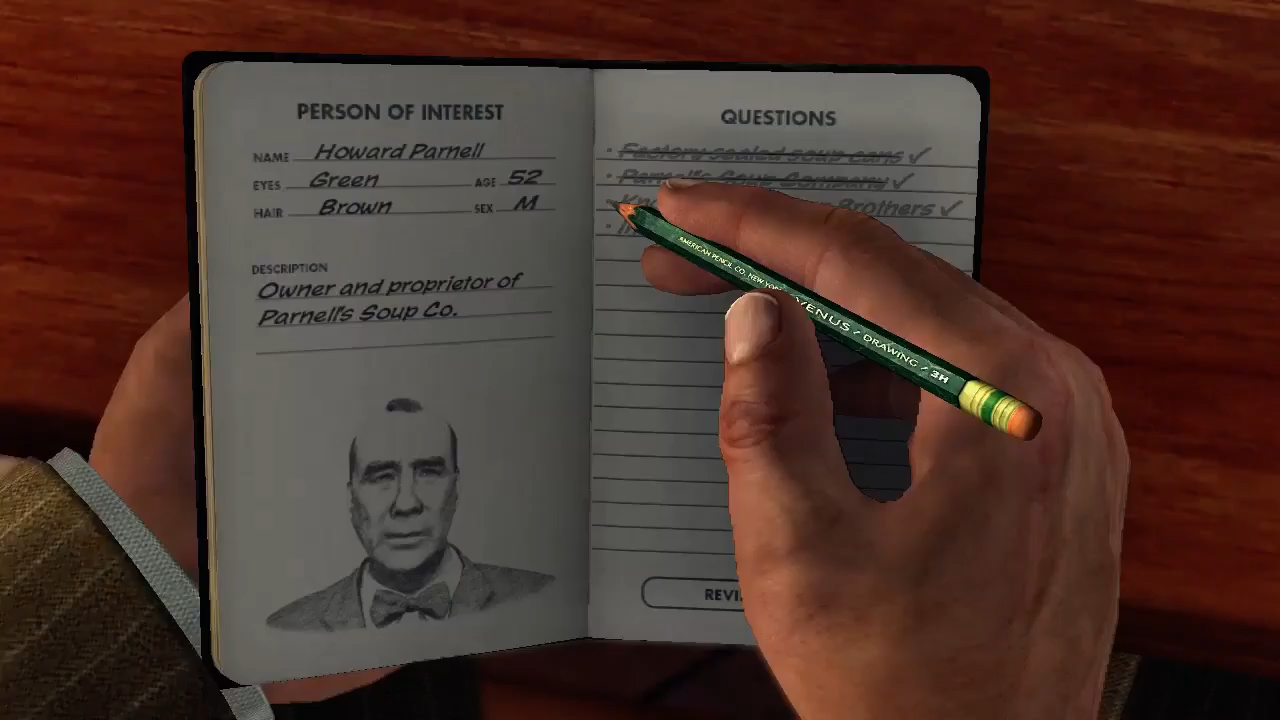 PERSON OF INTEREST
NAME Howard Parnell
EYES Green AGE 52
HAIR Brown SEX M
DESCRIPTION
Owner and proprietor of
Parnell's Soup Co.
QUESTIONS
Factory sealed soup cans ✓
Parnell's Soup Company ✓
Brothers ✓
AMERICAN PENCIL CO. NEW YORK
VENUS / DRAWING / 3H